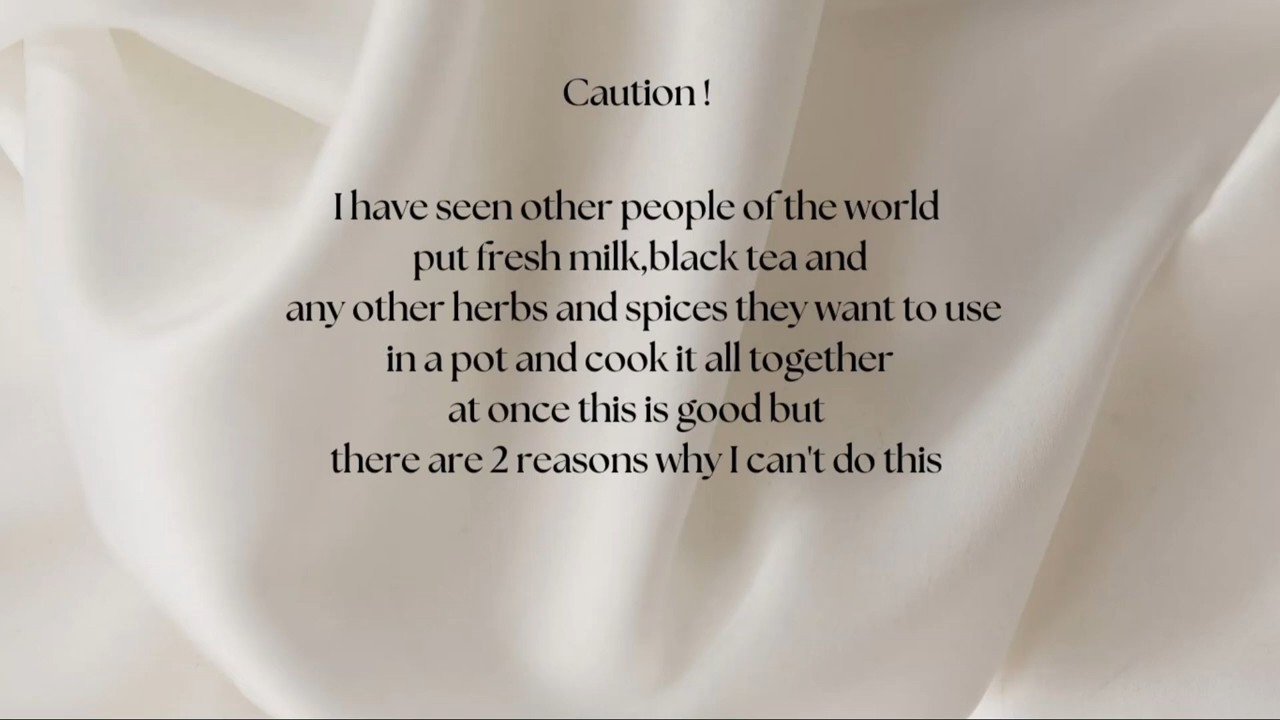 Caution !
I have seen other people of the world
put fresh milk,black tea and
any other herbs and spices they want to use
in a pot and cook it all together
at once this is good but
there are 2 reasons why I can't do this